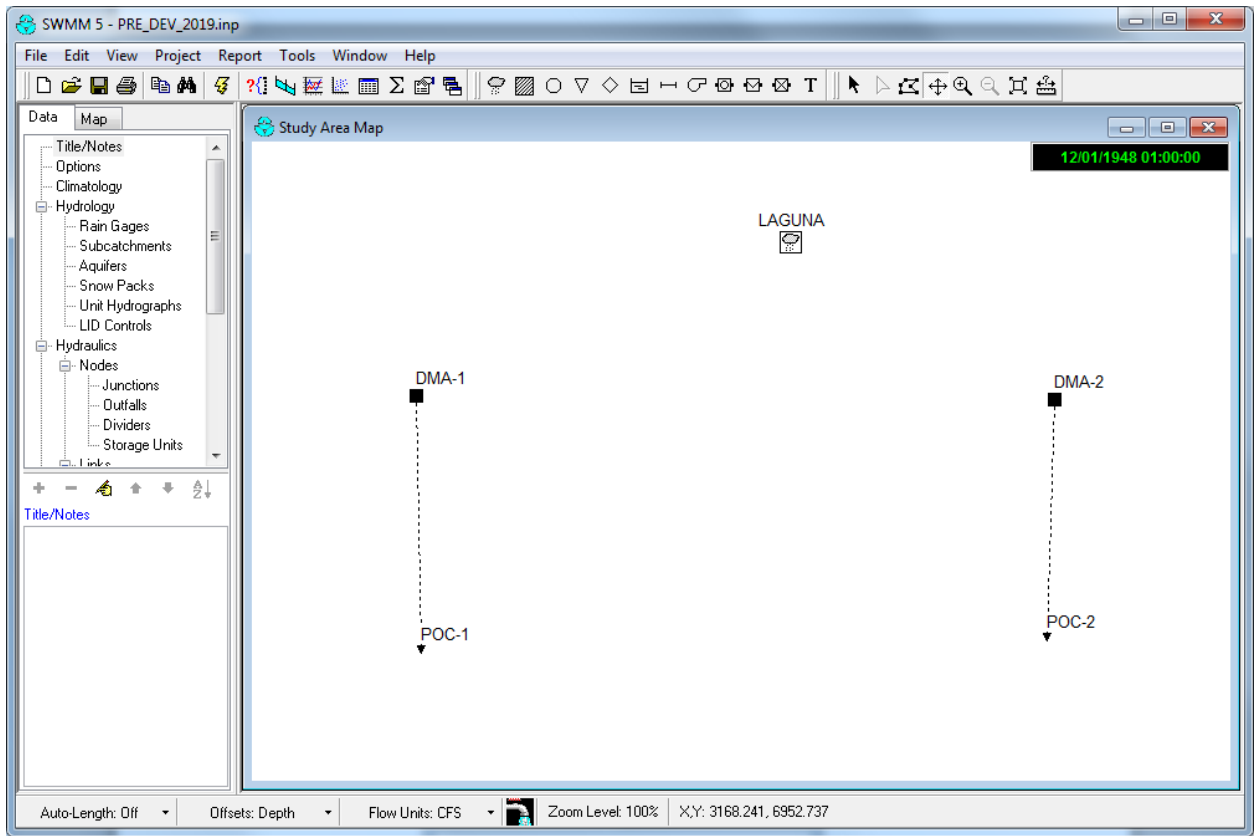 SWMM 5 - PRE_DEV_2019.inp
File Edit View Project Report Tools Window Help
?{} Σ T
Data Map
Title/Notes
Options
Climatology
Hydrology
Rain Gages
Subcatchments
Aquifers
Snow Packs
Unit Hydrographs
LID Controls
Hydraulics
Nodes
Junctions
Outfalls
Dividers
Storage Units
Links
A
Z
Title/Notes
Study Area Map
12/01/1948 01:00:00
LAGUNA
DMA-1
DMA-2
POC-1
POC-2
Auto-Length: Off Offsets: Depth Flow Units: CFS Zoom Level: 100% X,Y: 3168.241, 6952.737